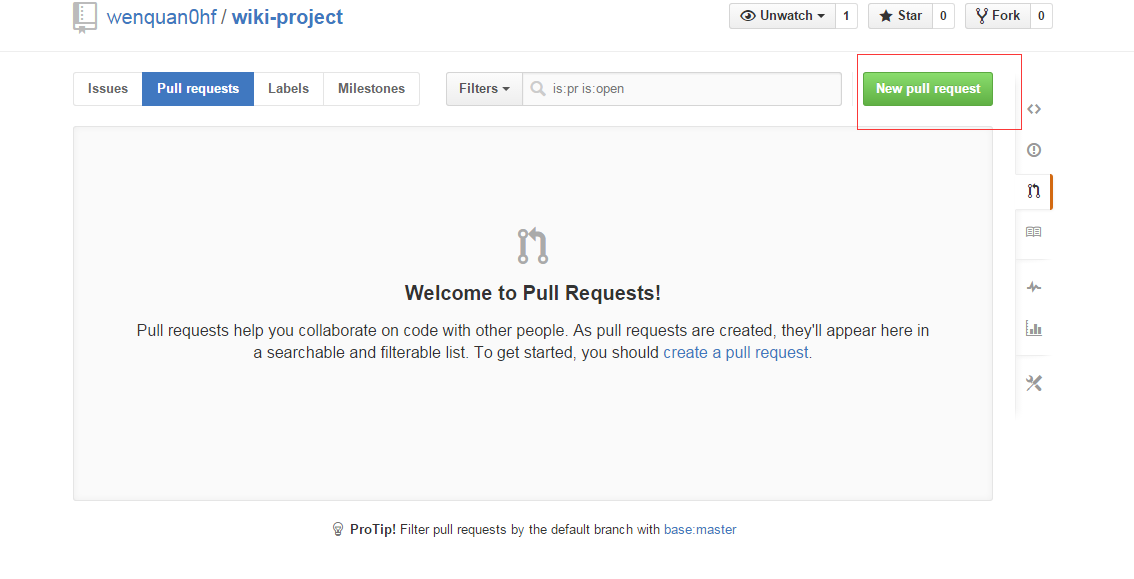 wenquan0hf / wiki-project
Unwatch 1 Star 0 Fork 0
Issues Pull requests Labels Milestones Filters is:pr is:open New pull request
Welcome to Pull Requests!
Pull requests help you collaborate on code with other people. As pull requests are created, they'll appear here in
a searchable and filterable list. To get started, you should create a pull request.
ProTip! Filter pull requests by the default branch with base:master